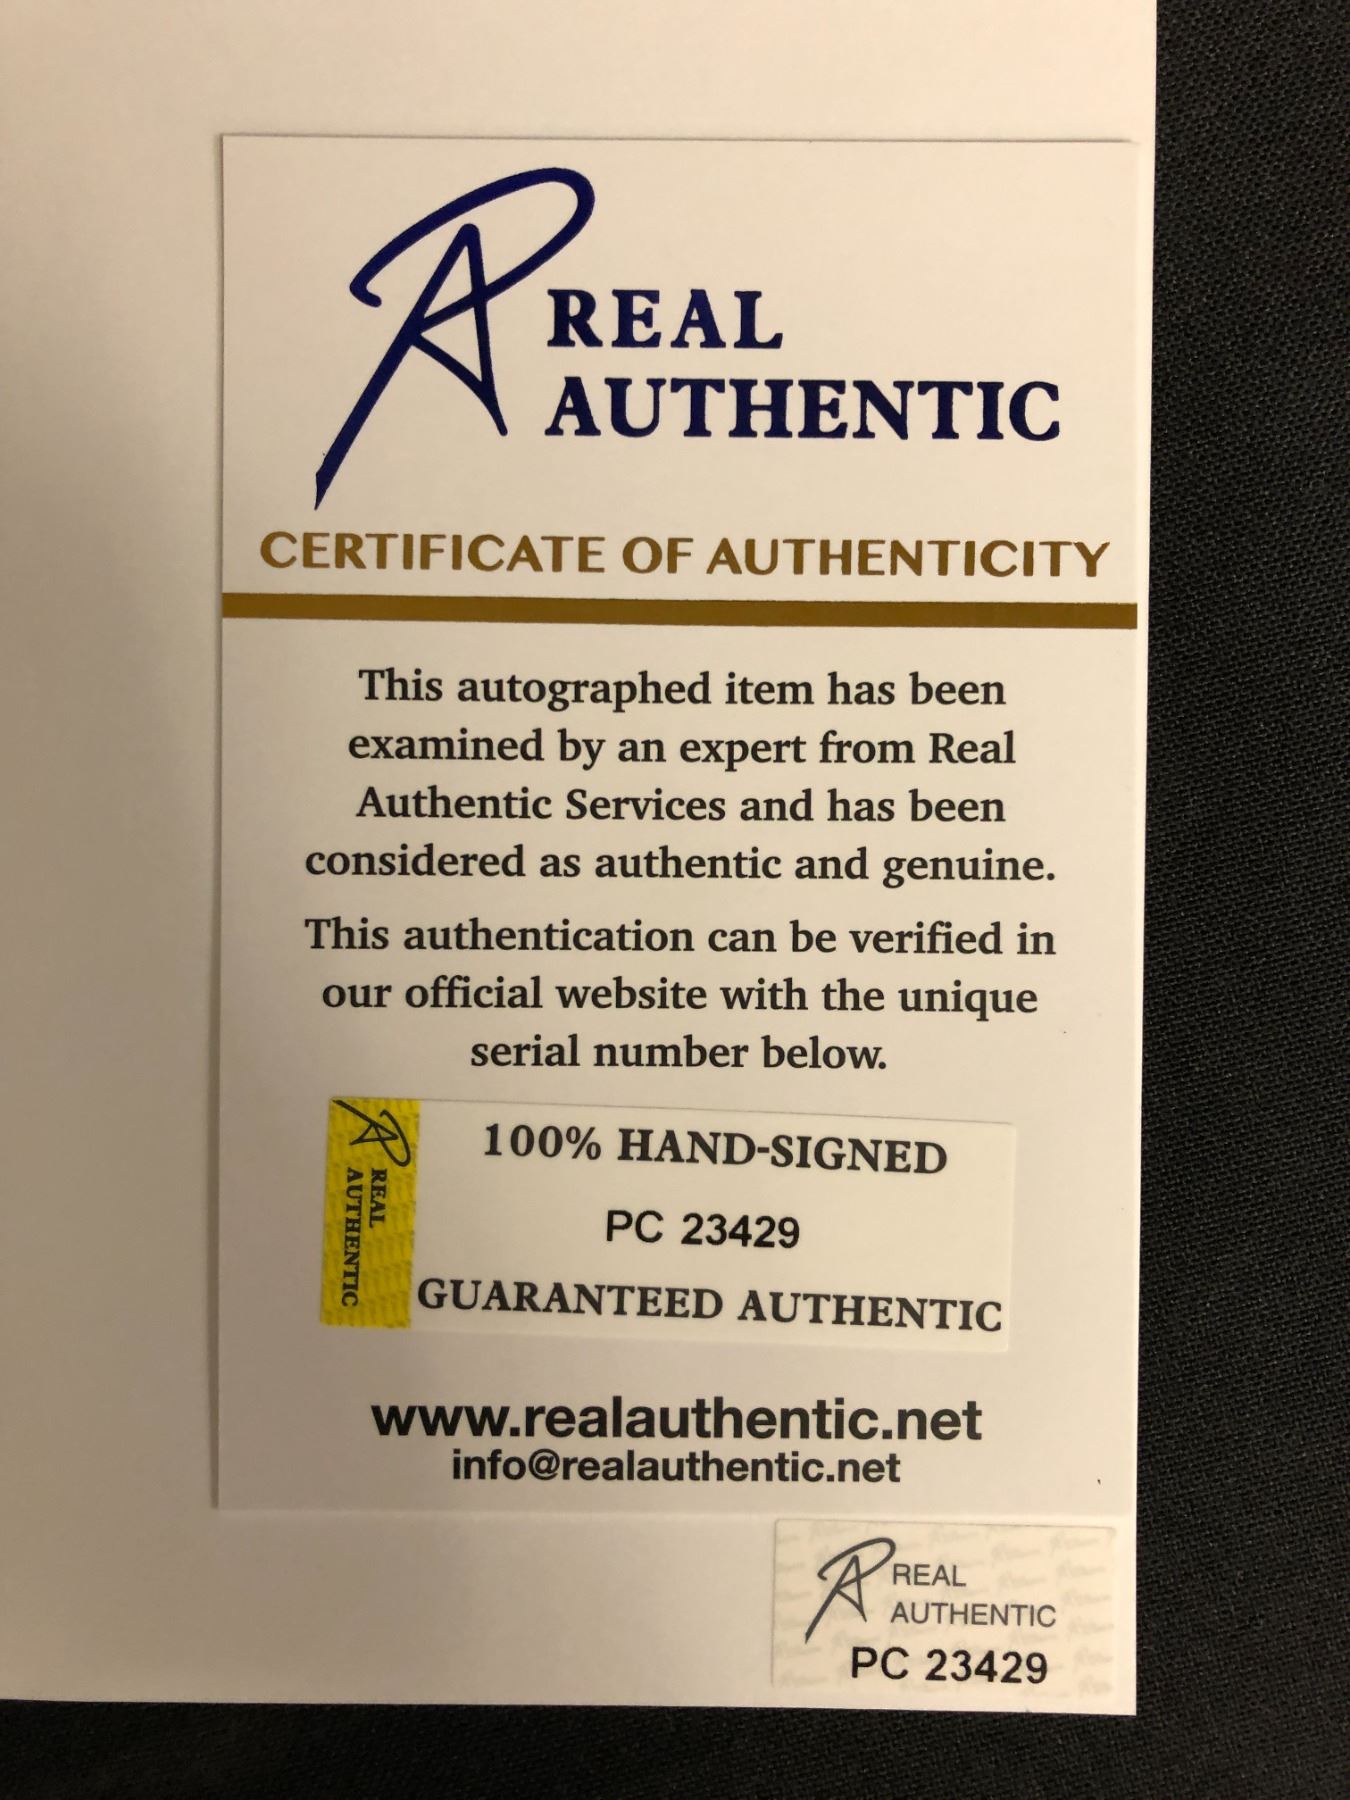 REAL
AUTHENTIC
CERTIFICATE OF AUTHENTICITY
This autographed item has been
examined by an expert from Real
Authentic Services and has been
considered as authentic and genuine.
This authentication can be verified in
our official website with the unique
serial number below.
REAL
AUTHENTIC
100% HAND-SIGNED
PC 23429
GUARANTEED AUTHENTIC
www.realauthentic.net
info@realauthentic.net
REAL
AUTHENTIC
PC 23429